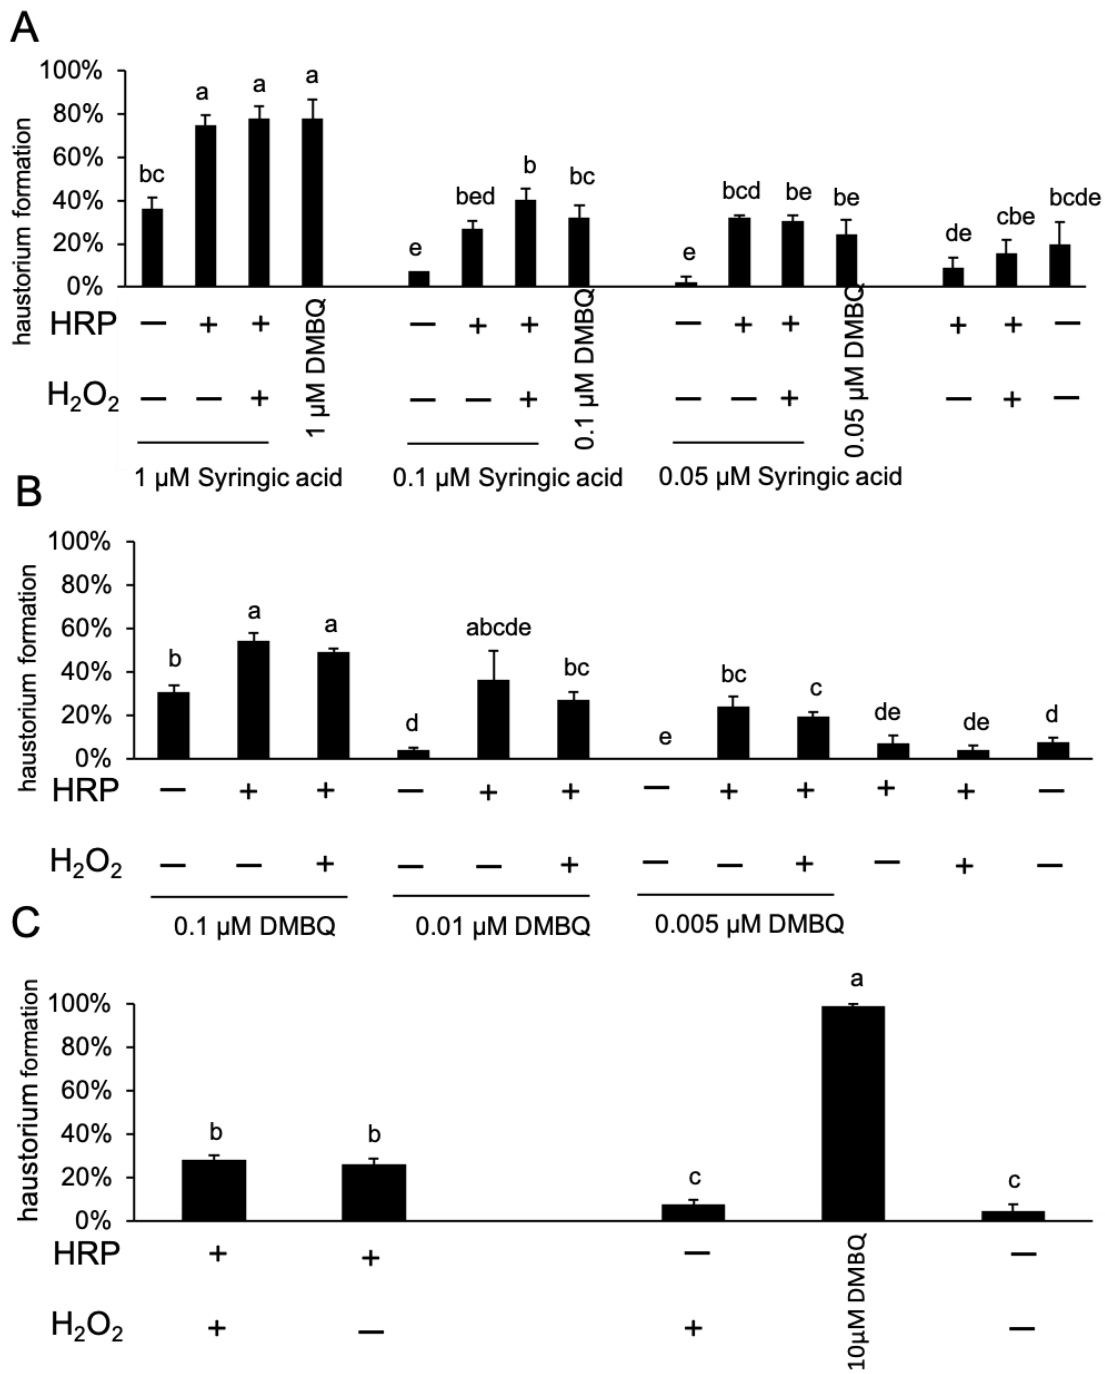 A
100%
80%
60%
40%
20%
0%
haustorium formation
bc a a a
e bed b bc
e bcd be be
de cbe bcde
HRP — + + — + + — + + + + —
H₂O₂ — — + — — + — — + — + —
1 µM DMBQ
0.1 µM DMBQ
0.05 µM DMBQ
1 µM Syringic acid 0.1 µM Syringic acid 0.05 µM Syringic acid
B
100%
80%
60%
40%
20%
0%
haustorium formation
b a a d abcde bc e bc c de de d
HRP — + + — + + — + + + + —
H₂O₂ — — + — — + — — + — + —
0.1 µM DMBQ 0.01 µM DMBQ 0.005 µM DMBQ
C
100%
80%
60%
40%
20%
0%
haustorium formation
b b c a c
HRP + + — —
H₂O₂ + — + —
10µM DMBQ